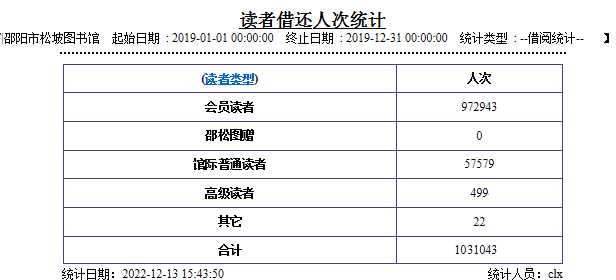 读者借还人次统计
邵阳市松坡图书馆 起始日期：2019-01-01 00:00:00 终止日期：2019-12-31 00:00:00 统计类型：--借阅统计--
(读者类型) 人次
会员读者 972943
邵松图赠 0
馆际普通读者 57579
高级读者 499
其它 22
合计 1031043
统计日期：2022-12-13 15:43:50 统计人员：clx